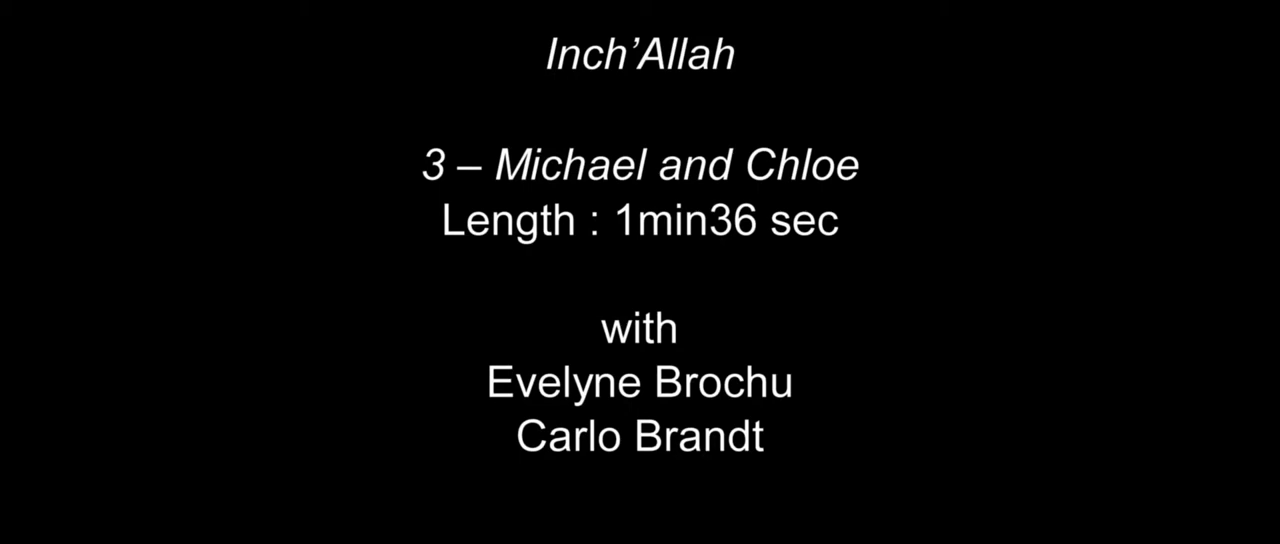 Inch’Allah
3 – Michael and Chloe
Length : 1min36 sec
with
Evelyne Brochu
Carlo Brandt